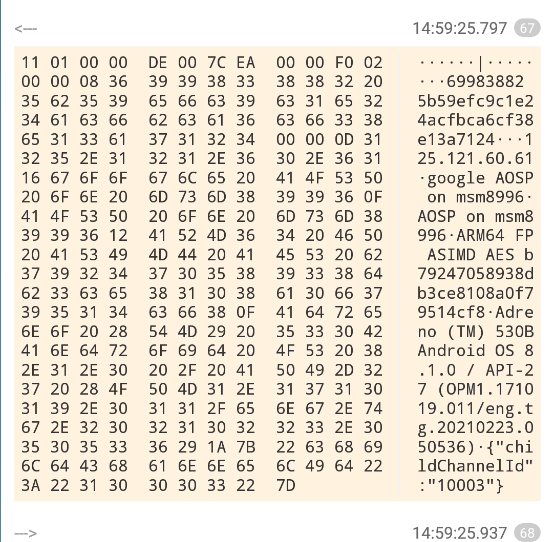 <— 14:59:25.797 67
11 01 00 00 DE 00 7C EA 00 00 F0 02 ······|·····
00 00 08 36 39 39 38 33 38 38 32 20 ···69983882
35 62 35 39 65 66 63 39 63 31 65 32 5b59efc9c1e2
34 61 63 66 62 63 61 36 63 66 33 38 4acfbca6cf38
65 31 33 61 37 31 32 34 00 00 0D 31 e13a7124···1
32 35 2E 31 32 31 2E 36 30 2E 36 31 25.121.60.61
16 67 6F 6F 67 6C 65 20 41 4F 53 50 ·google AOSP
20 6F 6E 20 6D 73 6D 38 39 39 36 0F on msm8996·
41 4F 53 50 20 6F 6E 20 6D 73 6D 38 AOSP on msm8
39 39 36 12 41 52 4D 36 34 20 46 50 996·ARM64 FP
20 41 53 49 4D 44 20 41 45 53 20 62 ASIMD AES b
37 39 32 34 37 30 35 38 39 33 38 64 79247058938d
62 33 63 65 38 31 30 38 61 30 66 37 b3ce8108a0f7
39 35 31 34 63 66 38 0F 41 64 72 65 9514cf8·Adre
6E 6F 20 28 54 4D 29 20 35 33 30 42 no (TM) 530B
41 6E 64 72 6F 69 64 20 4F 53 20 38 Android OS 8
2E 31 2E 30 20 2F 20 41 50 49 2D 32 .1.0 / API-2
37 20 28 4F 50 4D 31 2E 31 37 31 30 7 (OPM1.1710
31 39 2E 30 31 31 2F 65 6E 67 2E 74 19.011/eng.t
67 2E 32 30 32 31 30 32 32 33 2E 30 g.20210223.0
35 30 35 33 36 29 1A 7B 22 63 68 69 50536)·{"chi
6C 64 43 68 61 6E 6E 65 6C 49 64 22 ldChannelId"
3A 22 31 30 30 30 33 22 7D :"10003"}
—> 14:59:25.937 68